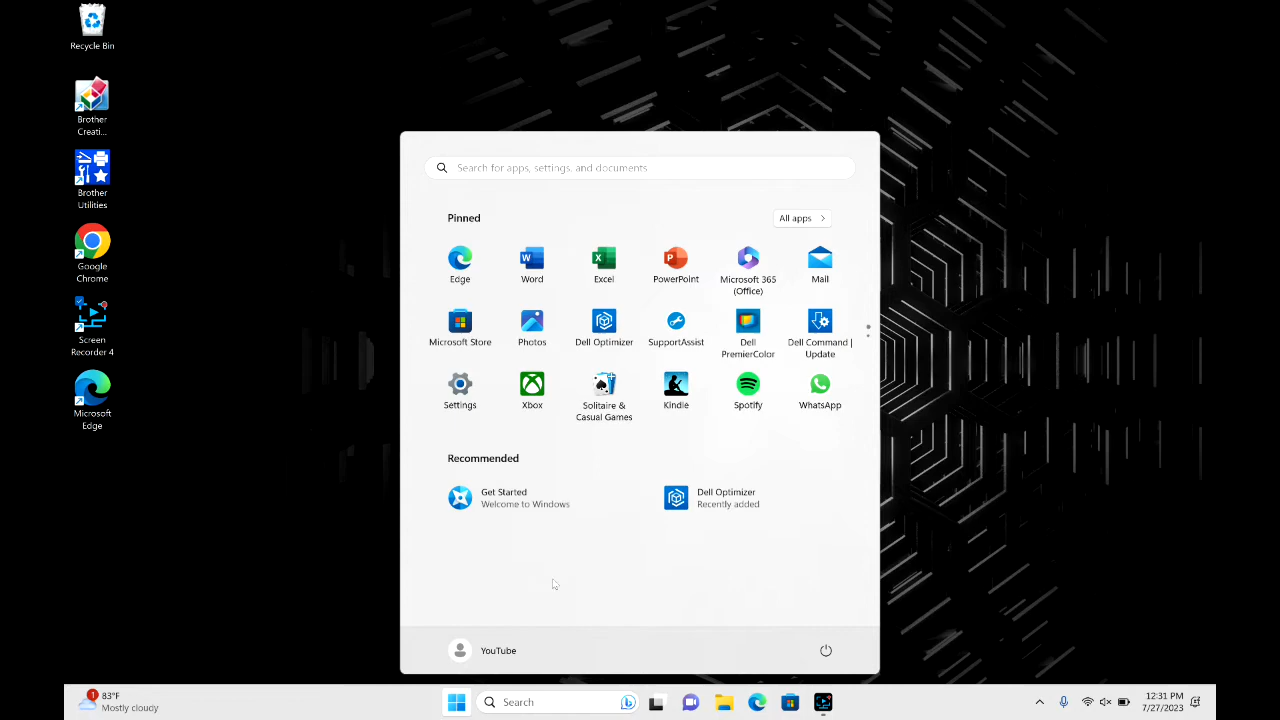 Recycle Bin
Brother
Creati...
Brother
Utilities
Google
Chrome
Screen
Recorder 4
Microsoft
Edge
Search for apps, settings, and documents
Pinned
All apps
Edge
Word
Excel
PowerPoint
Microsoft 365
(Office)
Mail
Microsoft Store
Photos
Dell Optimizer
SupportAssist
Dell
PremierColor
Dell Command |
Update
Settings
Xbox
Solitaire &
Casual Games
Kindle
Spotify
WhatsApp
Recommended
Get Started
Welcome to Windows
Dell Optimizer
Recently added
YouTube
1
83°F
Mostly cloudy
Search
12:31 PM
7/27/2023